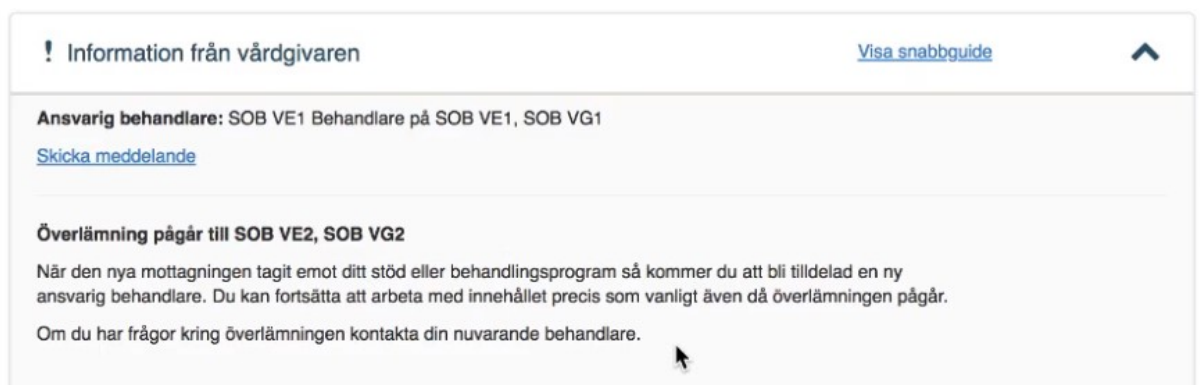 ! Information från vårdgivaren Visa snabbguide
Ansvarig behandlare: SOB VE1 Behandlare på SOB VE1, SOB VG1
Skicka meddelande
Överlämning pågår till SOB VE2, SOB VG2
När den nya mottagningen tagit emot ditt stöd eller behandlingsprogram så kommer du att bli tilldelad en ny
ansvarig behandlare. Du kan fortsätta att arbeta med innehållet precis som vanligt även då överlämningen pågår.
Om du har frågor kring överlämningen kontakta din nuvarande behandlare.